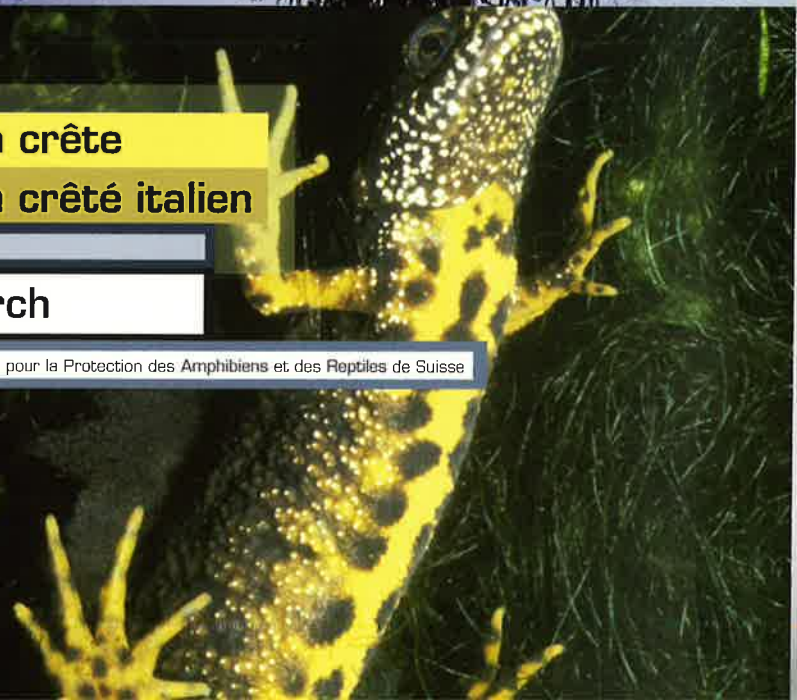 crête
crêté italien
rch
pour la Protection des Amphibiens et des Reptiles de Suisse